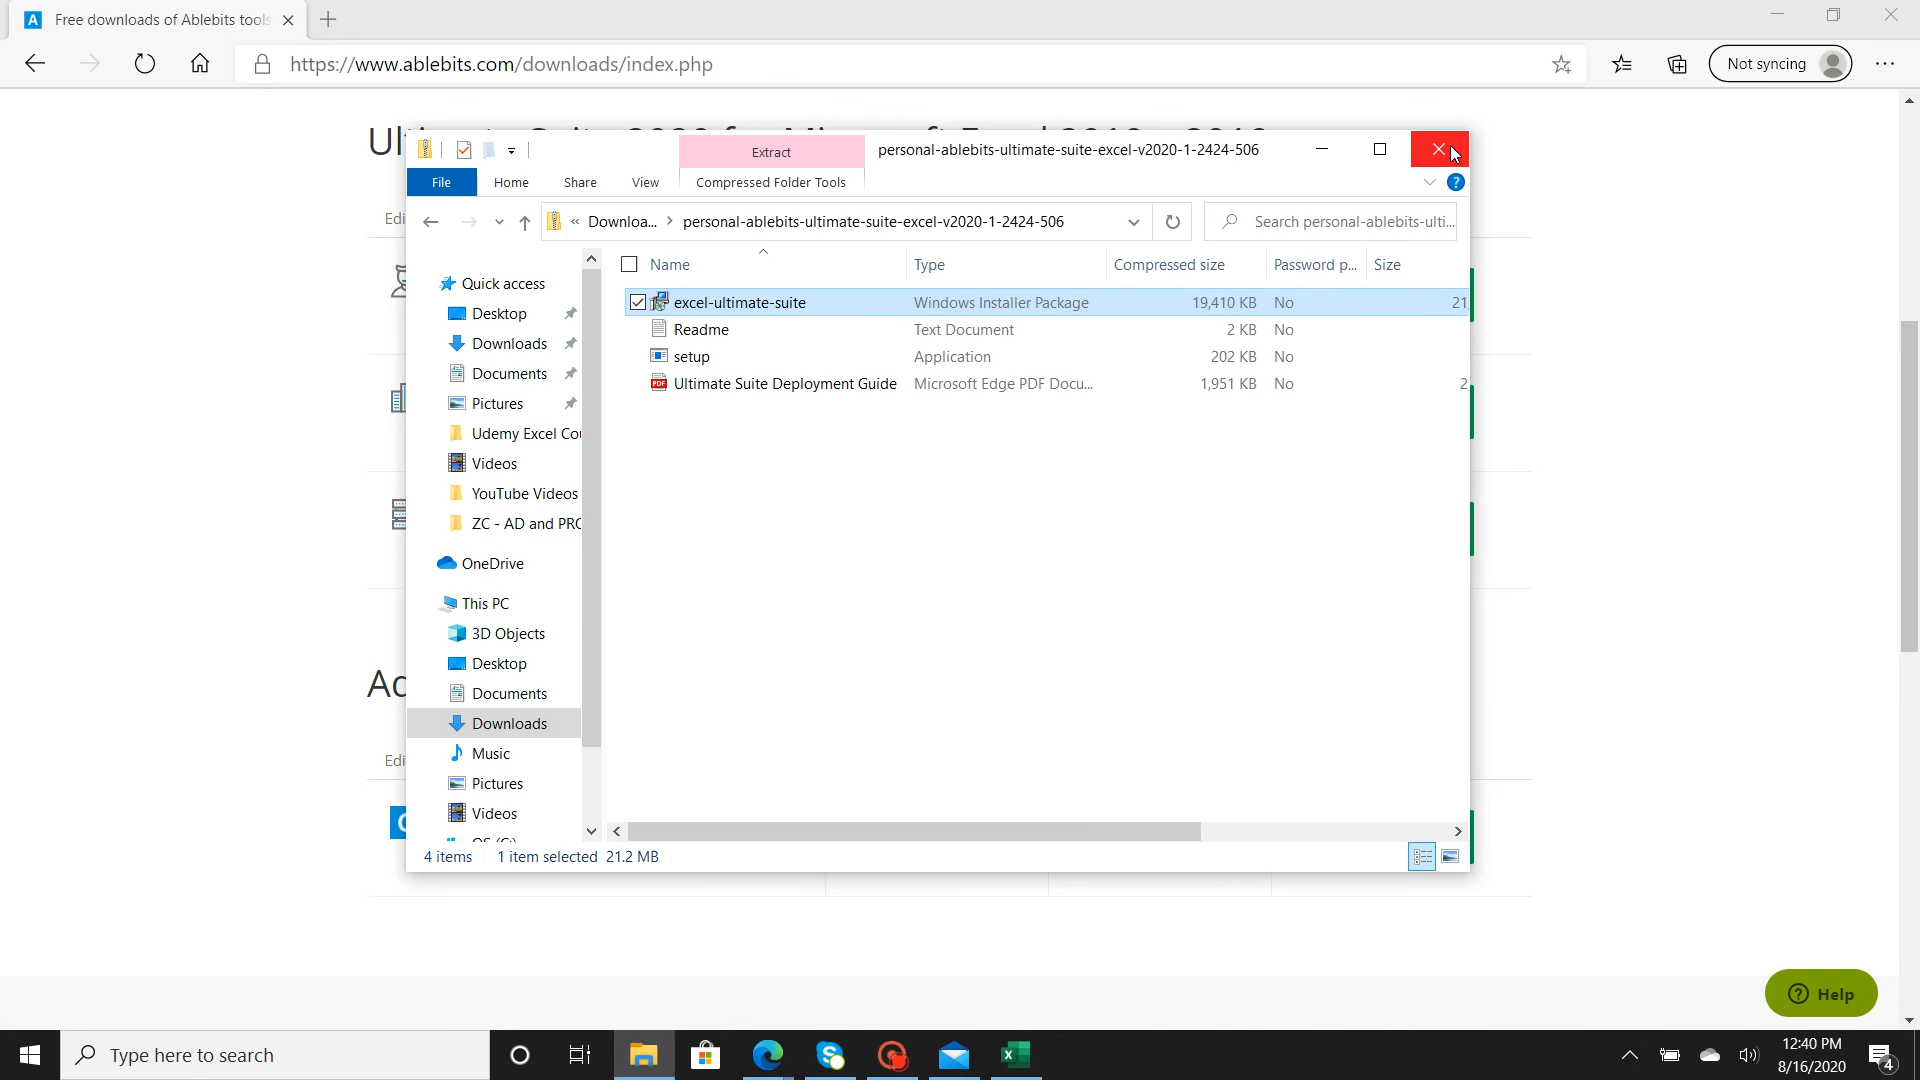 A Free downloads of Ablebits tools
https://www.ablebits.com/downloads/index.php
Not syncing
Extract
personal-ablebits-ultimate-suite-excel-v2020-1-2424-506
File
Home
Share
View
Compressed Folder Tools
« Downloa... > personal-ablebits-ultimate-suite-excel-v2020-1-2424-506
Search personal-ablebits-ulti...
Name Type Compressed size Password p... Size
excel-ultimate-suite Windows Installer Package 19,410 KB No 21
Readme Text Document 2 KB No
setup Application 202 KB No
PDF Ultimate Suite Deployment Guide Microsoft Edge PDF Docu... 1,951 KB No 2
Quick access
Desktop
Downloads
Documents
Pictures
Udemy Excel Cou
Videos
YouTube Videos
ZC - AD and PRO
OneDrive
This PC
3D Objects
Desktop
Documents
Downloads
Music
Pictures
Videos
4 items 1 item selected 21.2 MB
Edi
Ad
Edi
Help
Type here to search
12:40 PM
8/16/2020
4